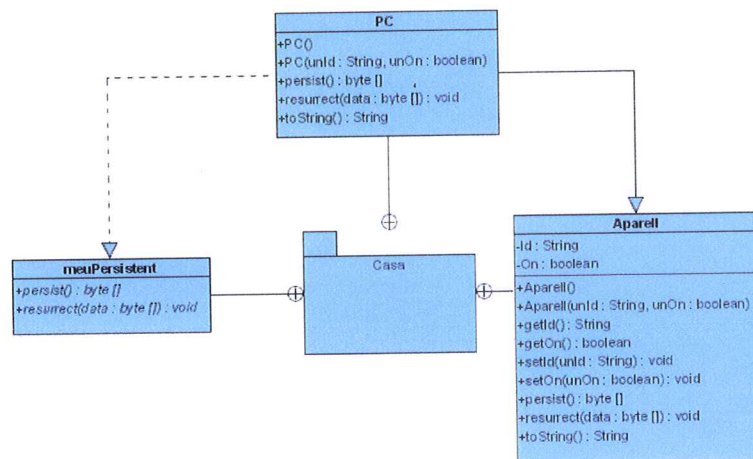 PC
+PC()
+PC(unId : String, unOn : boolean)
+persist() : byte []
+resurrect(data : byte []) : void
+toString() : String
meuPersistent
+persist() : byte []
+resurrect(data : byte []) : void
Casa
Aparell
-Id : String
-On : boolean
+Aparell()
+Aparell(unId : String, unOn : boolean)
+getId() : String
+getOn() : boolean
+setId(unId : String) : void
+setOn(unOn : boolean) : void
+persist() : byte []
+resurrect(data : byte []) : void
+toString() : String